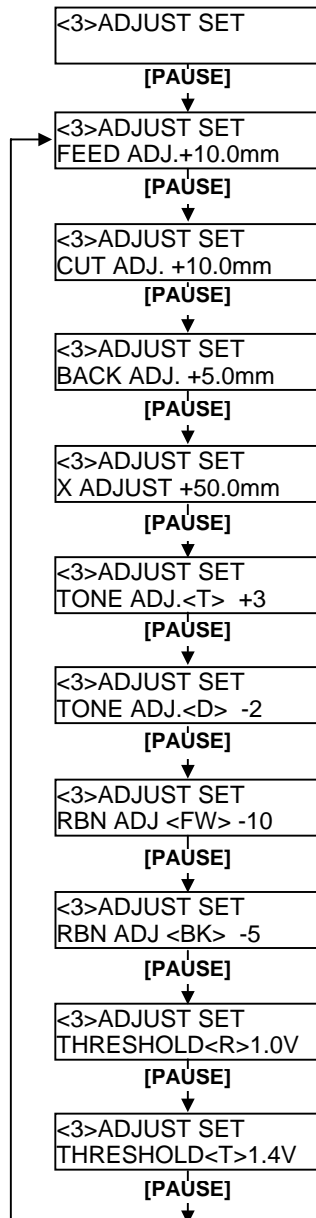 <3>ADJUST SET
[PAUSE]
<3>ADJUST SET
FEED ADJ.+10.0mm
[PAUSE]
<3>ADJUST SET
CUT ADJ. +10.0mm
[PAUSE]
<3>ADJUST SET
BACK ADJ. +5.0mm
[PAUSE]
<3>ADJUST SET
X ADJUST +50.0mm
[PAUSE]
<3>ADJUST SET
TONE ADJ.<T> +3
[PAUSE]
<3>ADJUST SET
TONE ADJ.<D> -2
[PAUSE]
<3>ADJUST SET
RBN ADJ <FW> -10
[PAUSE]
<3>ADJUST SET
RBN ADJ <BK> -5
[PAUSE]
<3>ADJUST SET
THRESHOLD<R>1.0V
[PAUSE]
<3>ADJUST SET
THRESHOLD<T>1.4V
[PAUSE]